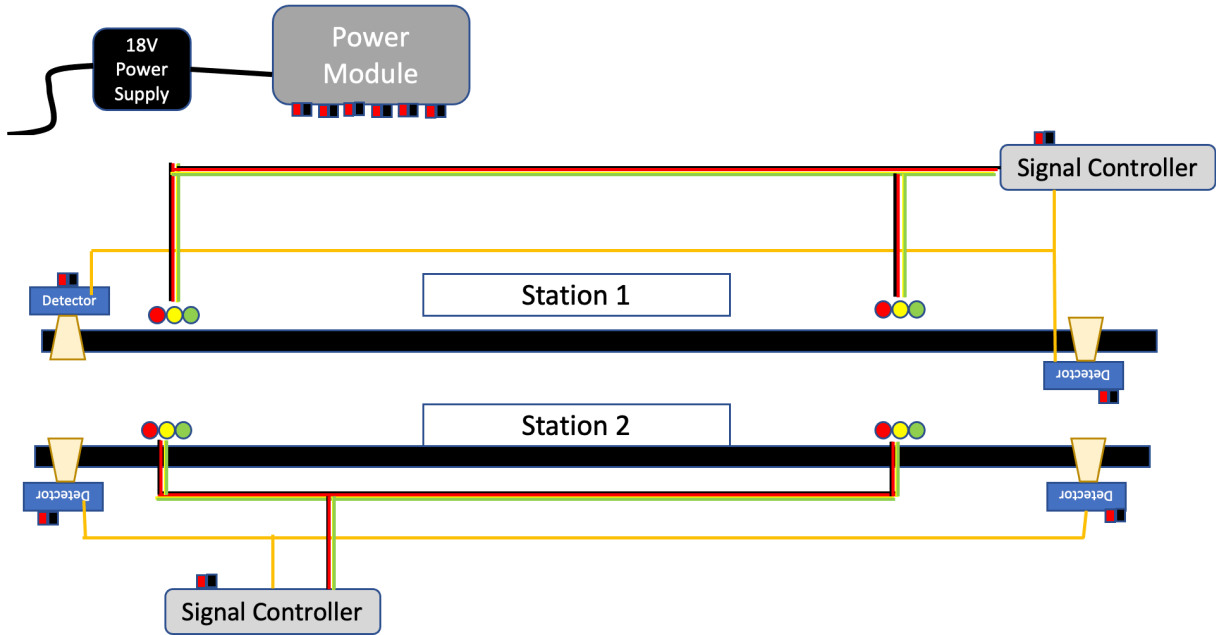 18V
Power
Supply
Power
Module
Signal Controller
Detector
Station 1
Detector
Station 2
Detector
Detector
Signal Controller